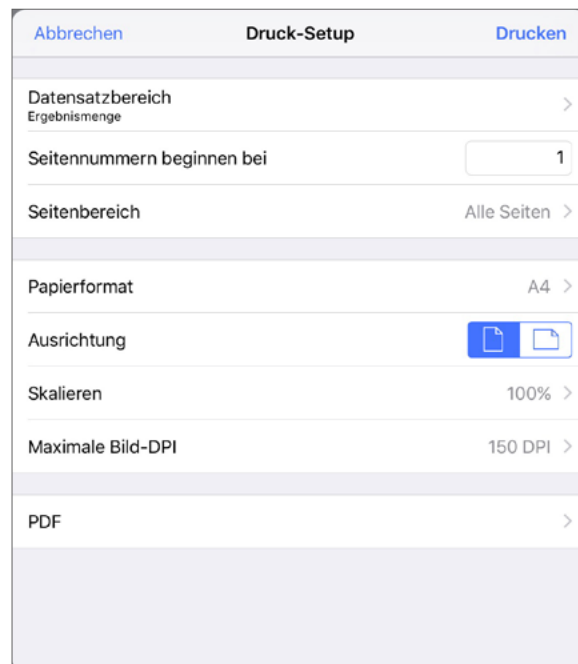 Abbrechen Druck-Setup Drucken
Datensatzbereich
Ergebnismenge
Seitennummern beginnen bei 1
Seitenbereich Alle Seiten
Papierformat A4
Ausrichtung
Skalieren 100%
Maximale Bild-DPI 150 DPI
PDF